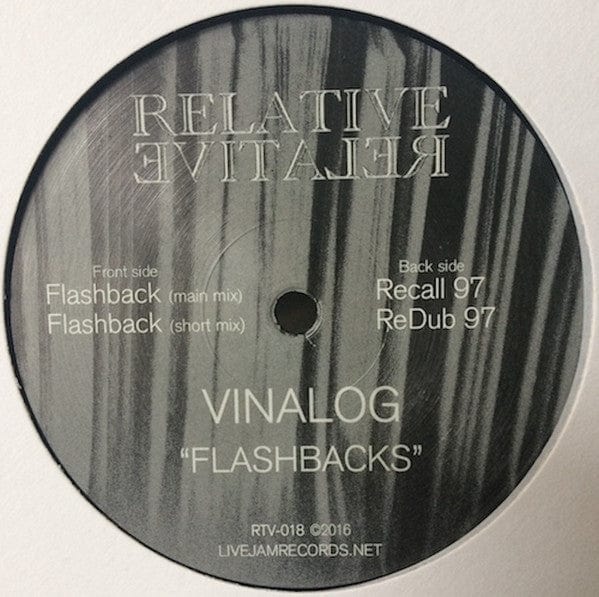 RELATIVE
RELATIVE
Front side
Flashback (main mix)
Flashback (short mix)
Back side
Recall 97
ReDub 97
VINALOG
“FLASHBACKS”
RTV-018 ©2016
LIVEJAMRECORDS.NET